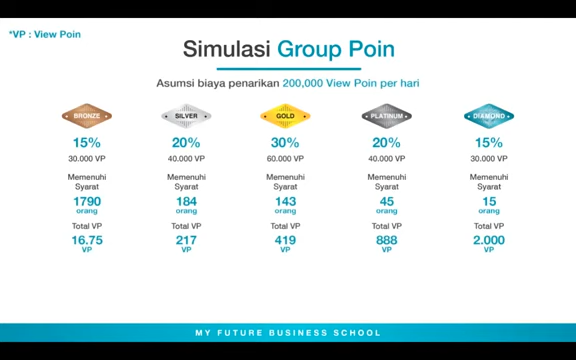 *VP : View Poin
Simulasi Group Poin
Asumsi biaya penarikan 200,000 View Poin per hari
BRONZE SILVER GOLD PLATINUM DIAMOND
15% 20% 30% 20% 15%
30.000 VP 40.000 VP 60.000 VP 40.000 VP 30.000 VP
Memenuhi Memenuhi Memenuhi Memenuhi Memenuhi
Syarat Syarat Syarat Syarat Syarat
1790 184 143 45 15
orang orang orang orang orang
Total VP Total VP Total VP Total VP Total VP
16.75 217 419 888 2.000
VP VP VP VP VP
MY FUTURE BUSINESS SCHOOL